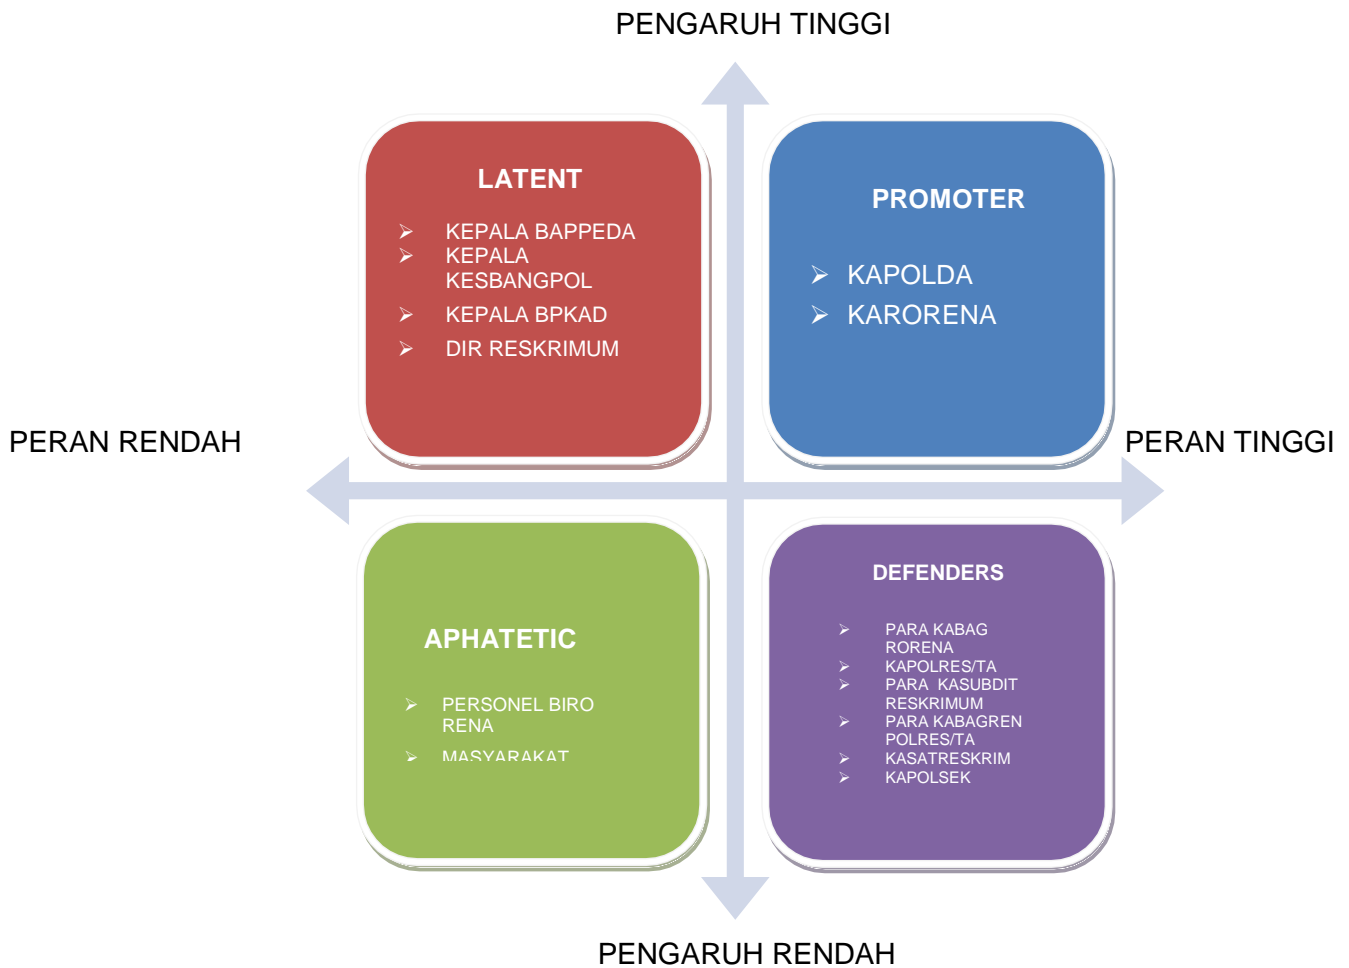 PENGARUH TINGGI
LATENT
➢ KEPALA BAPPEDA
➢ KEPALA
KESBANGPOL
➢ KEPALA BPKAD
➢ DIR RESKRIMUM
PROMOTER
➢ KAPOLDA
➢ KARORENA
PERAN RENDAH
PERAN TINGGI
APHATETIC
➢ PERSONEL BIRO
RENA
➢ MASYARAKAT
DEFENDERS
➢ PARA KABAG
RORENA
➢ KAPOLRES/TA
➢ PARA KASUBDIT
RESKRIMUM
➢ PARA KABAGREN
POLRES/TA
➢ KASATRESKRIM
➢ KAPOLSEK
PENGARUH RENDAH